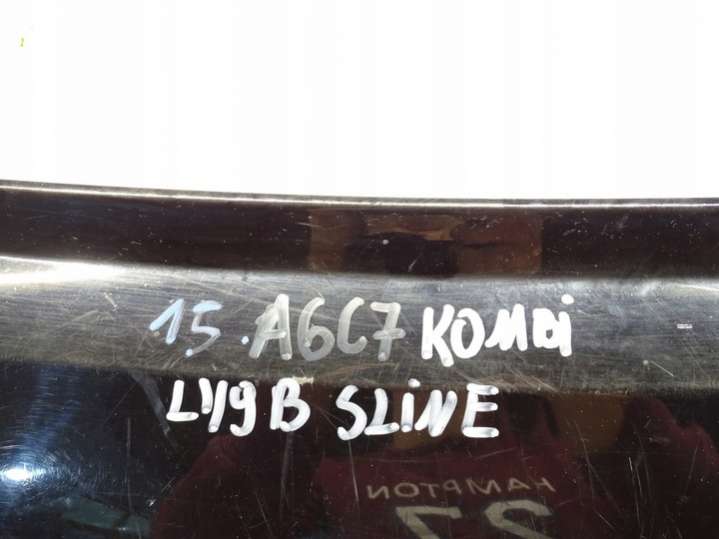 15. A6C7 KOMBI
LY9B SLINE
HAMPTON
27